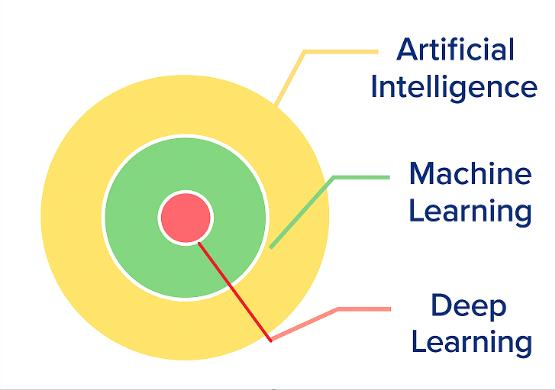 Artificial
Intelligence
Machine
Learning
Deep
Learning